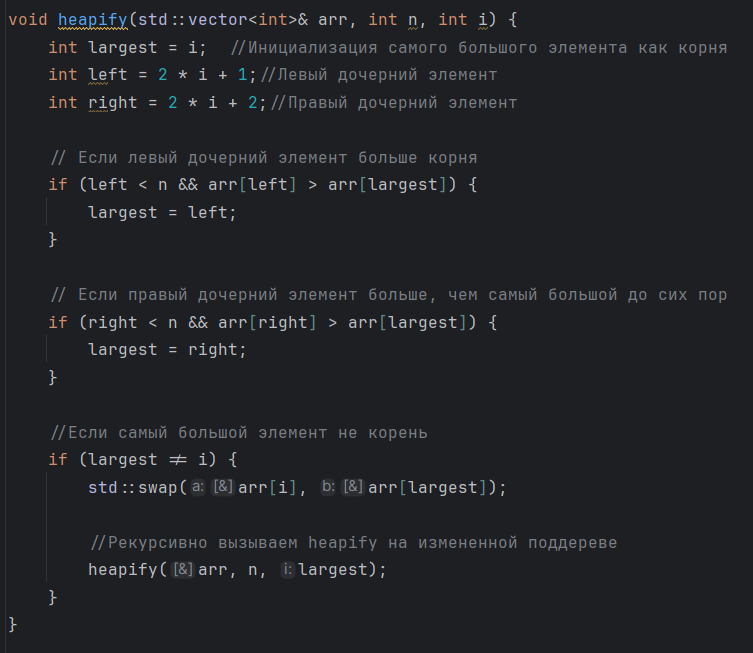 void heapify(std::vector<int>& arr, int n, int i) {
    int largest = i;  //Инициализация самого большого элемента как корня
    int left = 2 * i + 1;//Левый дочерний элемент
    int right = 2 * i + 2;//Правый дочерний элемент
    // Если левый дочерний элемент больше корня
    if (left < n && arr[left] > arr[largest]) {
        largest = left;
    }
    // Если правый дочерний элемент больше, чем самый большой до сих пор
    if (right < n && arr[right] > arr[largest]) {
        largest = right;
    }
    //Если самый большой элемент не корень
    if (largest != i) {
        std::swap( a: [&] arr[i], b: [&] arr[largest]);
        //Рекурсивно вызываем heapify на измененной поддереве
        heapify( [&] arr, n, i: largest);
    }
}